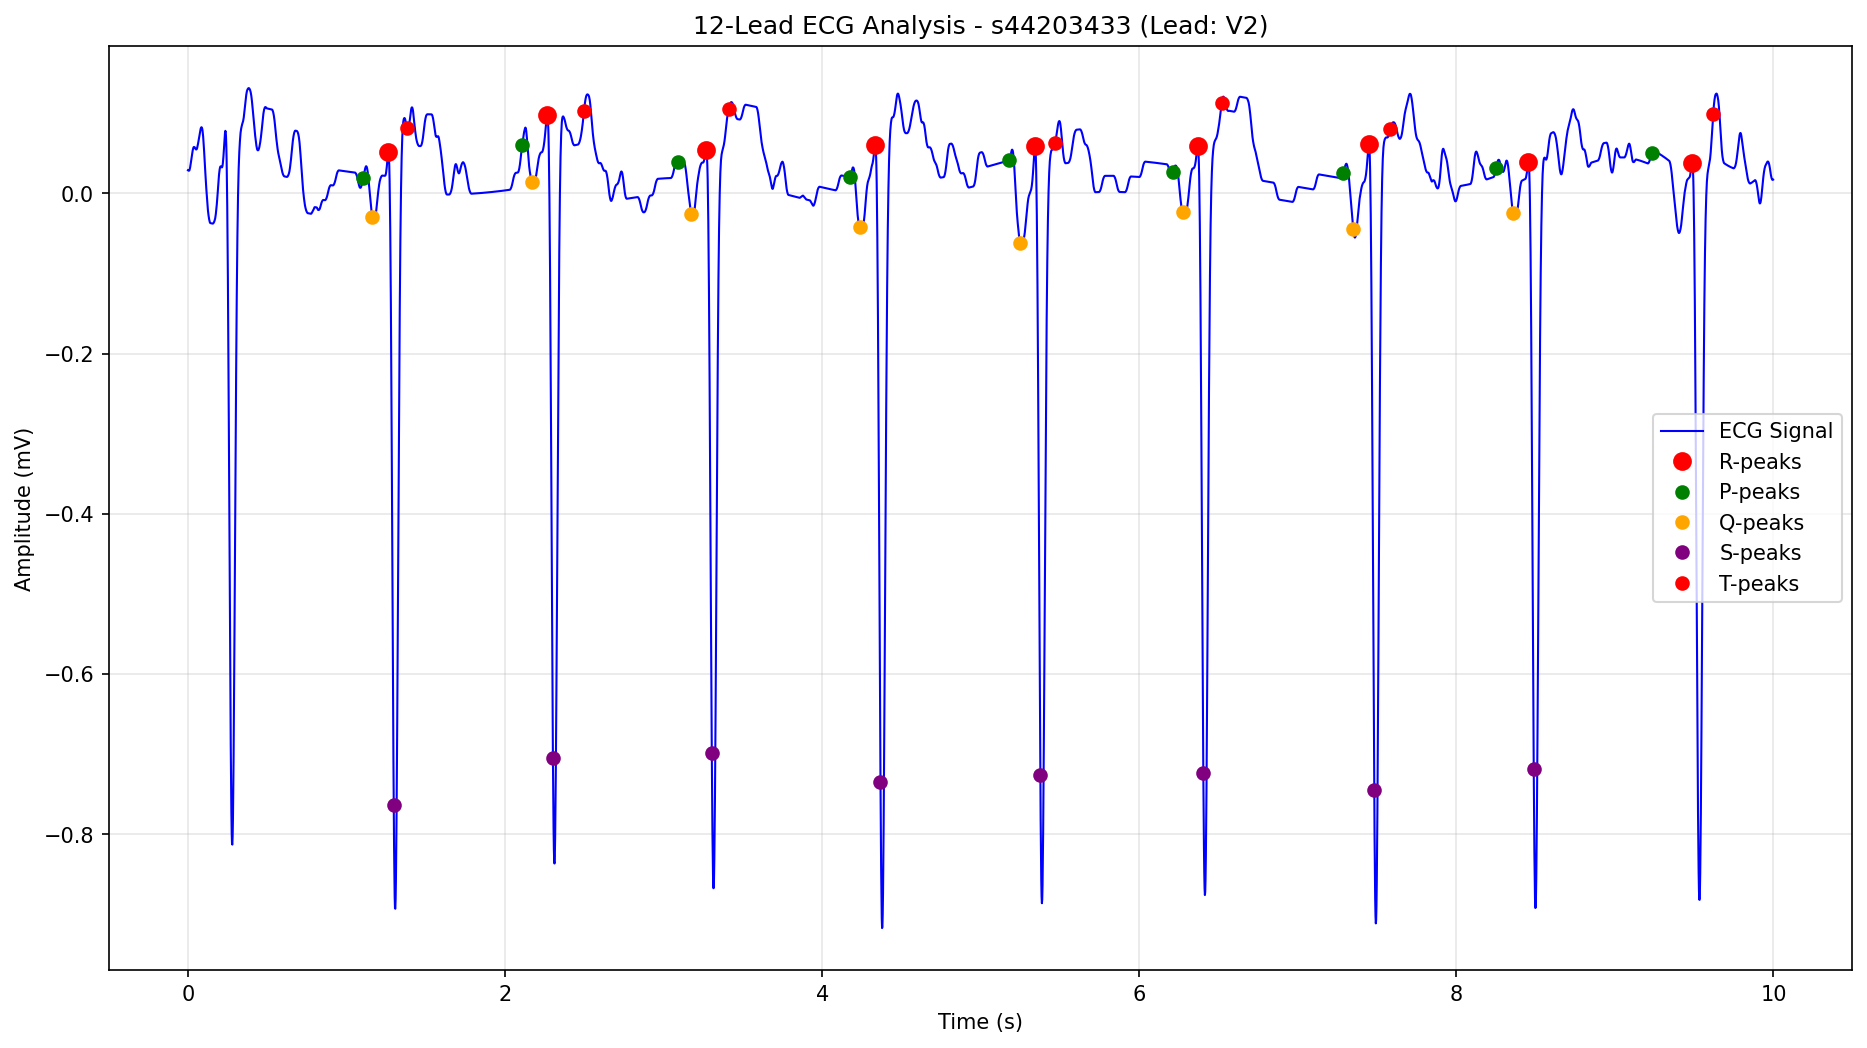 12-Lead ECG Analysis - s44203433 (Lead: V2)
Amplitude (mV)
0.0
−0.2
−0.4
−0.6
−0.8
ECG Signal
R-peaks
P-peaks
Q-peaks
S-peaks
T-peaks
0 2 4 6 8 10
Time (s)